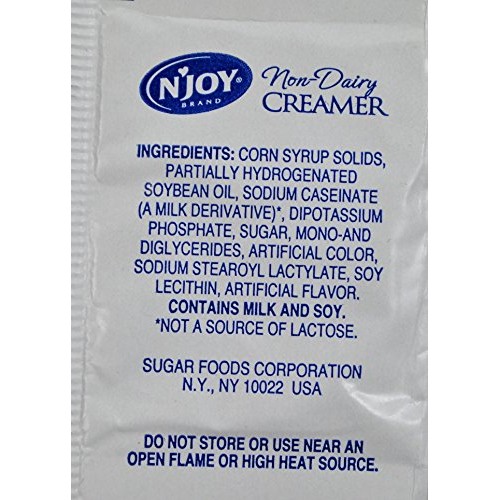 N'JOY®
BRAND
Non-Dairy
CREAMER
INGREDIENTS: CORN SYRUP SOLIDS,
PARTIALLY HYDROGENATED
SOYBEAN OIL, SODIUM CASEINATE
(A MILK DERIVATIVE)*, DIPOTASSIUM
PHOSPHATE, SUGAR, MONO-AND
DIGLYCERIDES, ARTIFICIAL COLOR,
SODIUM STEAROYL LACTYLATE, SOY
LECITHIN, ARTIFICIAL FLAVOR.
CONTAINS MILK AND SOY.
*NOT A SOURCE OF LACTOSE.
SUGAR FOODS CORPORATION
N.Y., NY 10022 USA
DO NOT STORE OR USE NEAR AN
OPEN FLAME OR HIGH HEAT SOURCE.